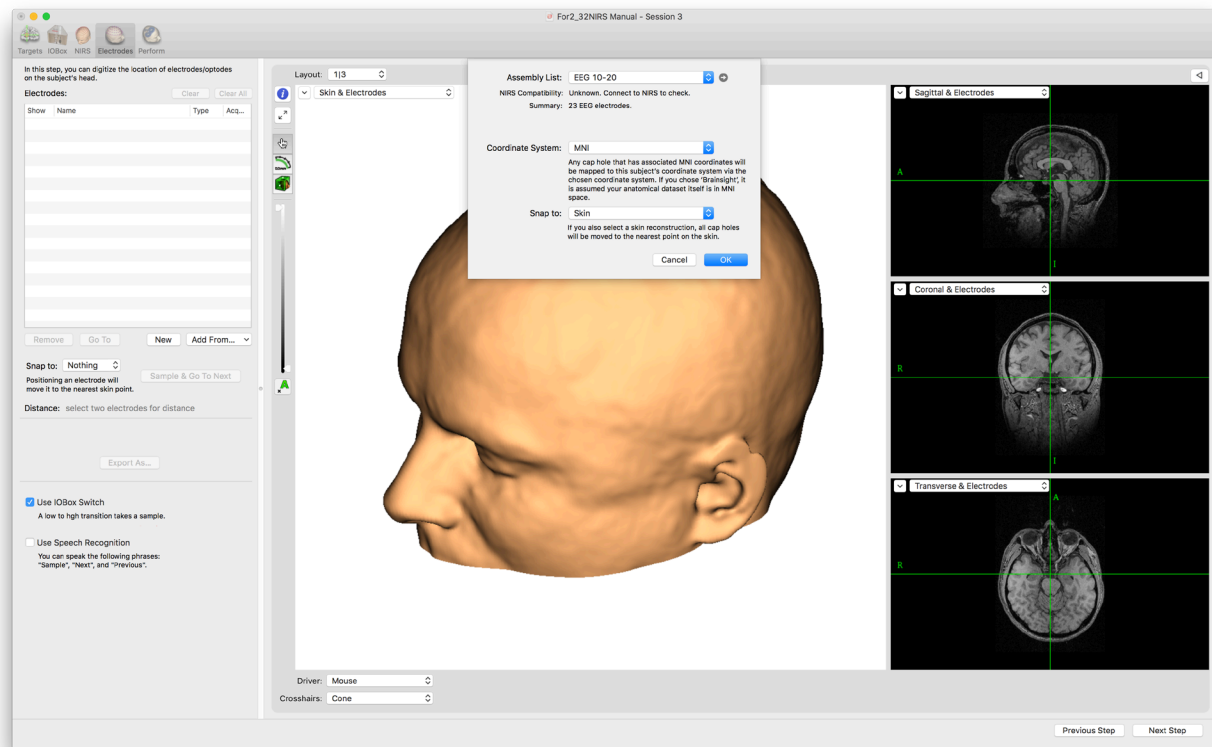 For2_32NIRS Manual - Session 3
Targets IOBox NIRS Electrodes Perform
In this step, you can digitize the location of electrodes/optodes
on the subject's head.
Electrodes: Clear Clear All
Show Name Type Acq...
Remove Go To New Add From...
Snap to: Nothing
Sample & Go To Next
Positioning an electrode will
move it to the nearest skin point.
Distance: select two electrodes for distance
Export As...
Use IOBox Switch
A low to hgh transition takes a sample.
Use Speech Recognition
You can speak the following phrases:
"Sample", "Next", and "Previous".
Layout: 1|3
Skin & Electrodes
Assembly List: EEG 10-20
NIRS Compatibility: Unknown. Connect to NIRS to check.
Summary: 23 EEG electrodes.
Coordinate System: MNI
Any cap hole that has associated MNI coordinates will
be mapped to this subject's coordinate system via the
chosen coordinate system. If you chose 'Brainsight', it
is assumed your anatomical dataset itself is in MNI
space.
Snap to: Skin
If you also select a skin reconstruction, all cap holes
will be moved to the nearest point on the skin.
Cancel OK
Sagittal & Electrodes
A
I
Coronal & Electrodes
R
I
Transverse & Electrodes
A
R
Driver: Mouse
Crosshairs: Cone
Previous Step Next Step